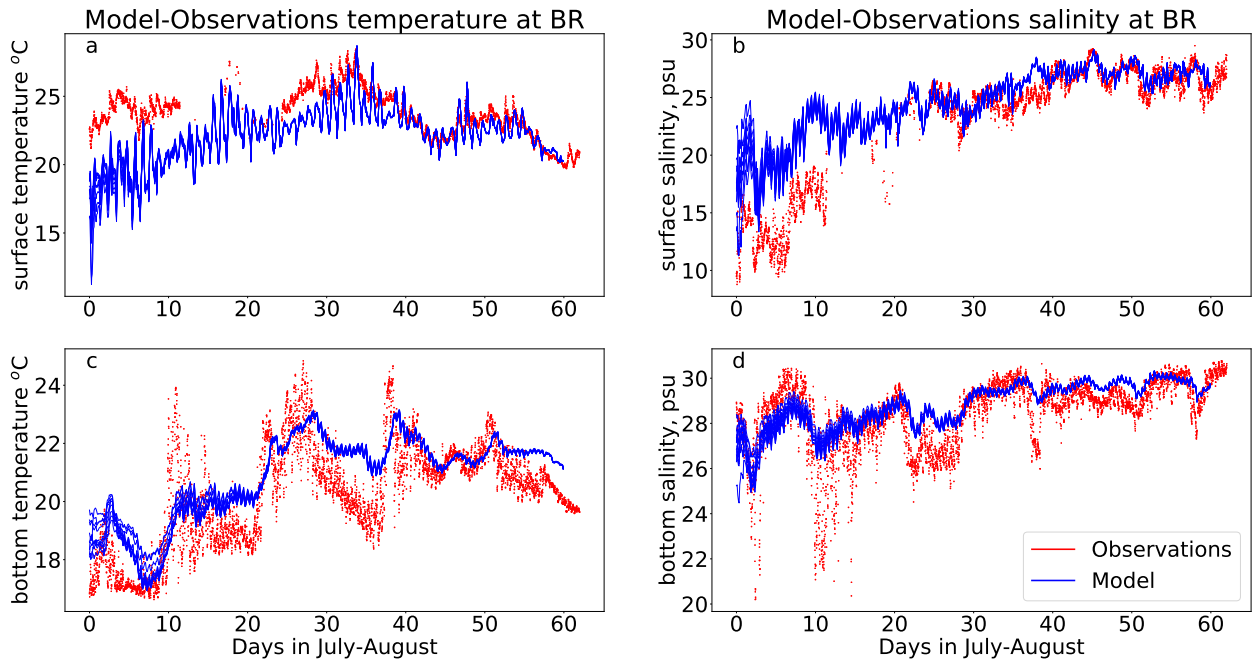 Model-Observations temperature at BR
a
surface temperature °C
25
20
15
0 10 20 30 40 50 60
Model-Observations salinity at BR
b
surface salinity, psu
30
25
20
15
10
0 10 20 30 40 50 60
c
bottom temperature °C
24
22
20
18
0 10 20 30 40 50 60
Days in July-August
d
bottom salinity, psu
30
28
26
24
22
20
Observations
Model
0 10 20 30 40 50 60
Days in July-August